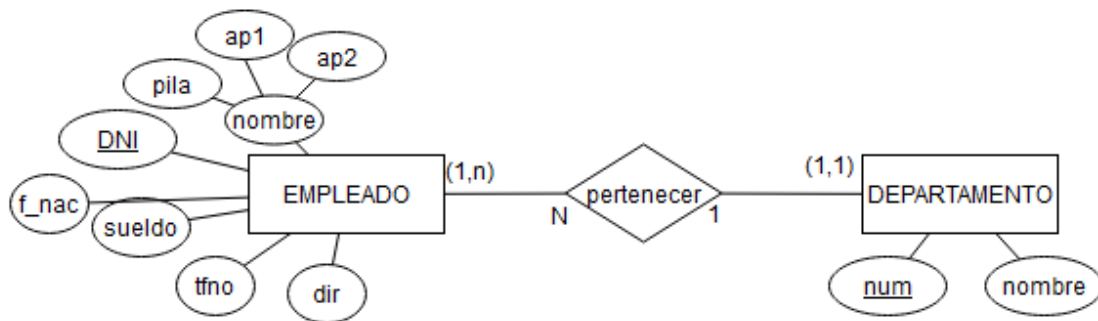 ap1
ap2
pila
nombre
DNI
(1,n)
(1,1)
EMPLEADO
pertenecer
DEPARTAMENTO
f_nac
N
1
sueldo
tfno
dir
num
nombre